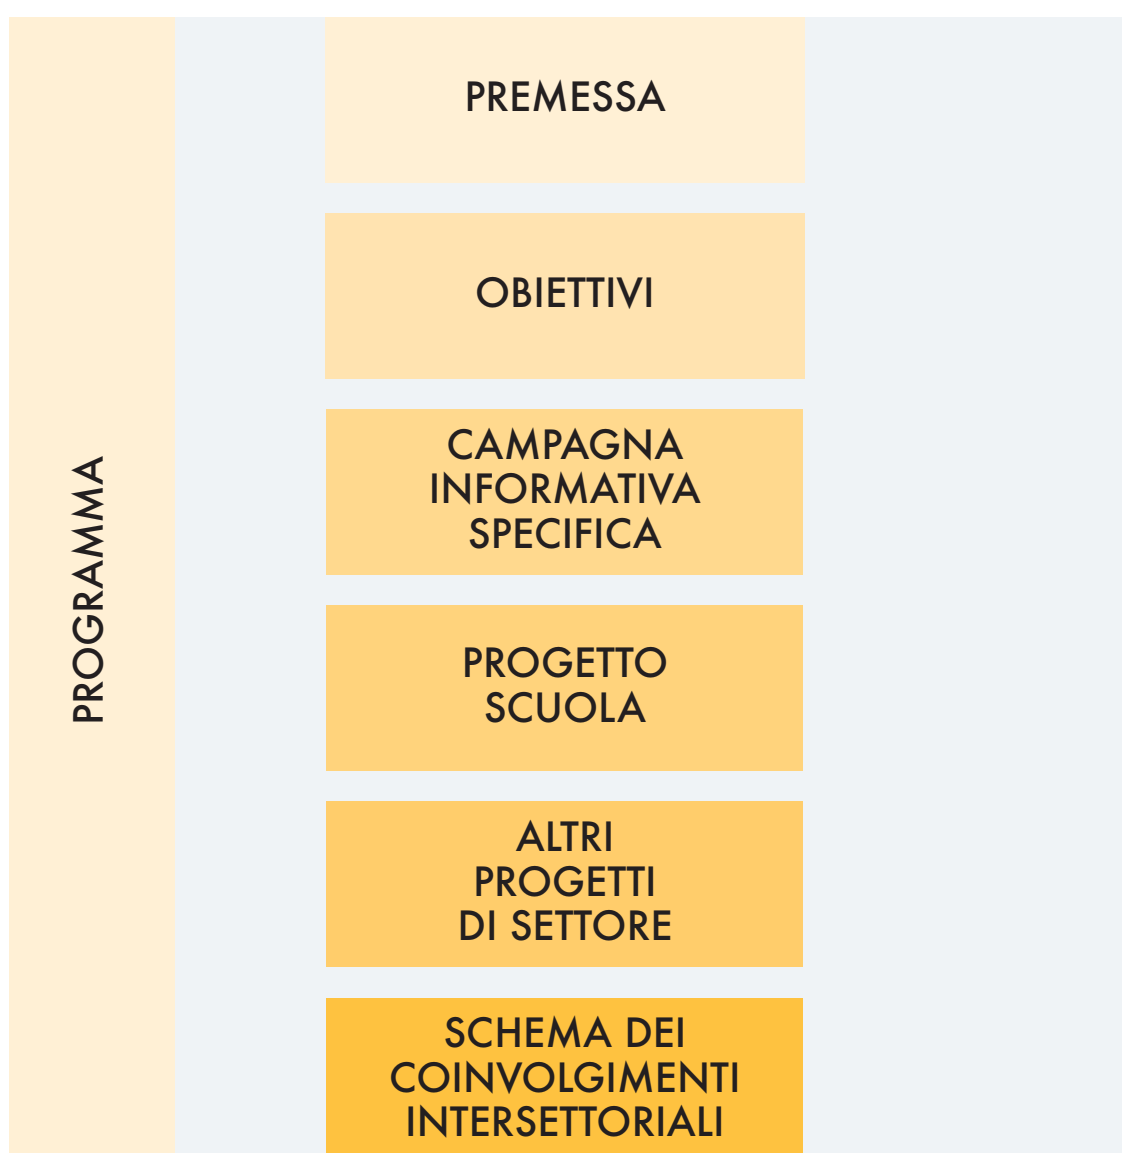 PROGRAMMA
PREMESSA
OBIETTIVI
CAMPAGNA
INFORMATIVA
SPECIFICA
PROGETTO
SCUOLA
ALTRI
PROGETTI
DI SETTORE
SCHEMA DEI
COINVOLGIMENTI
INTERSETTORIALI